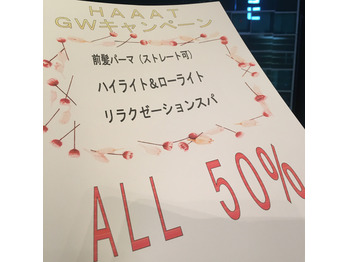 HAAAT
GWキャンペーン
前髪パーマ（ストレート可）
ハイライト＆ローライト
リラクゼーションスパ
ALL 50%